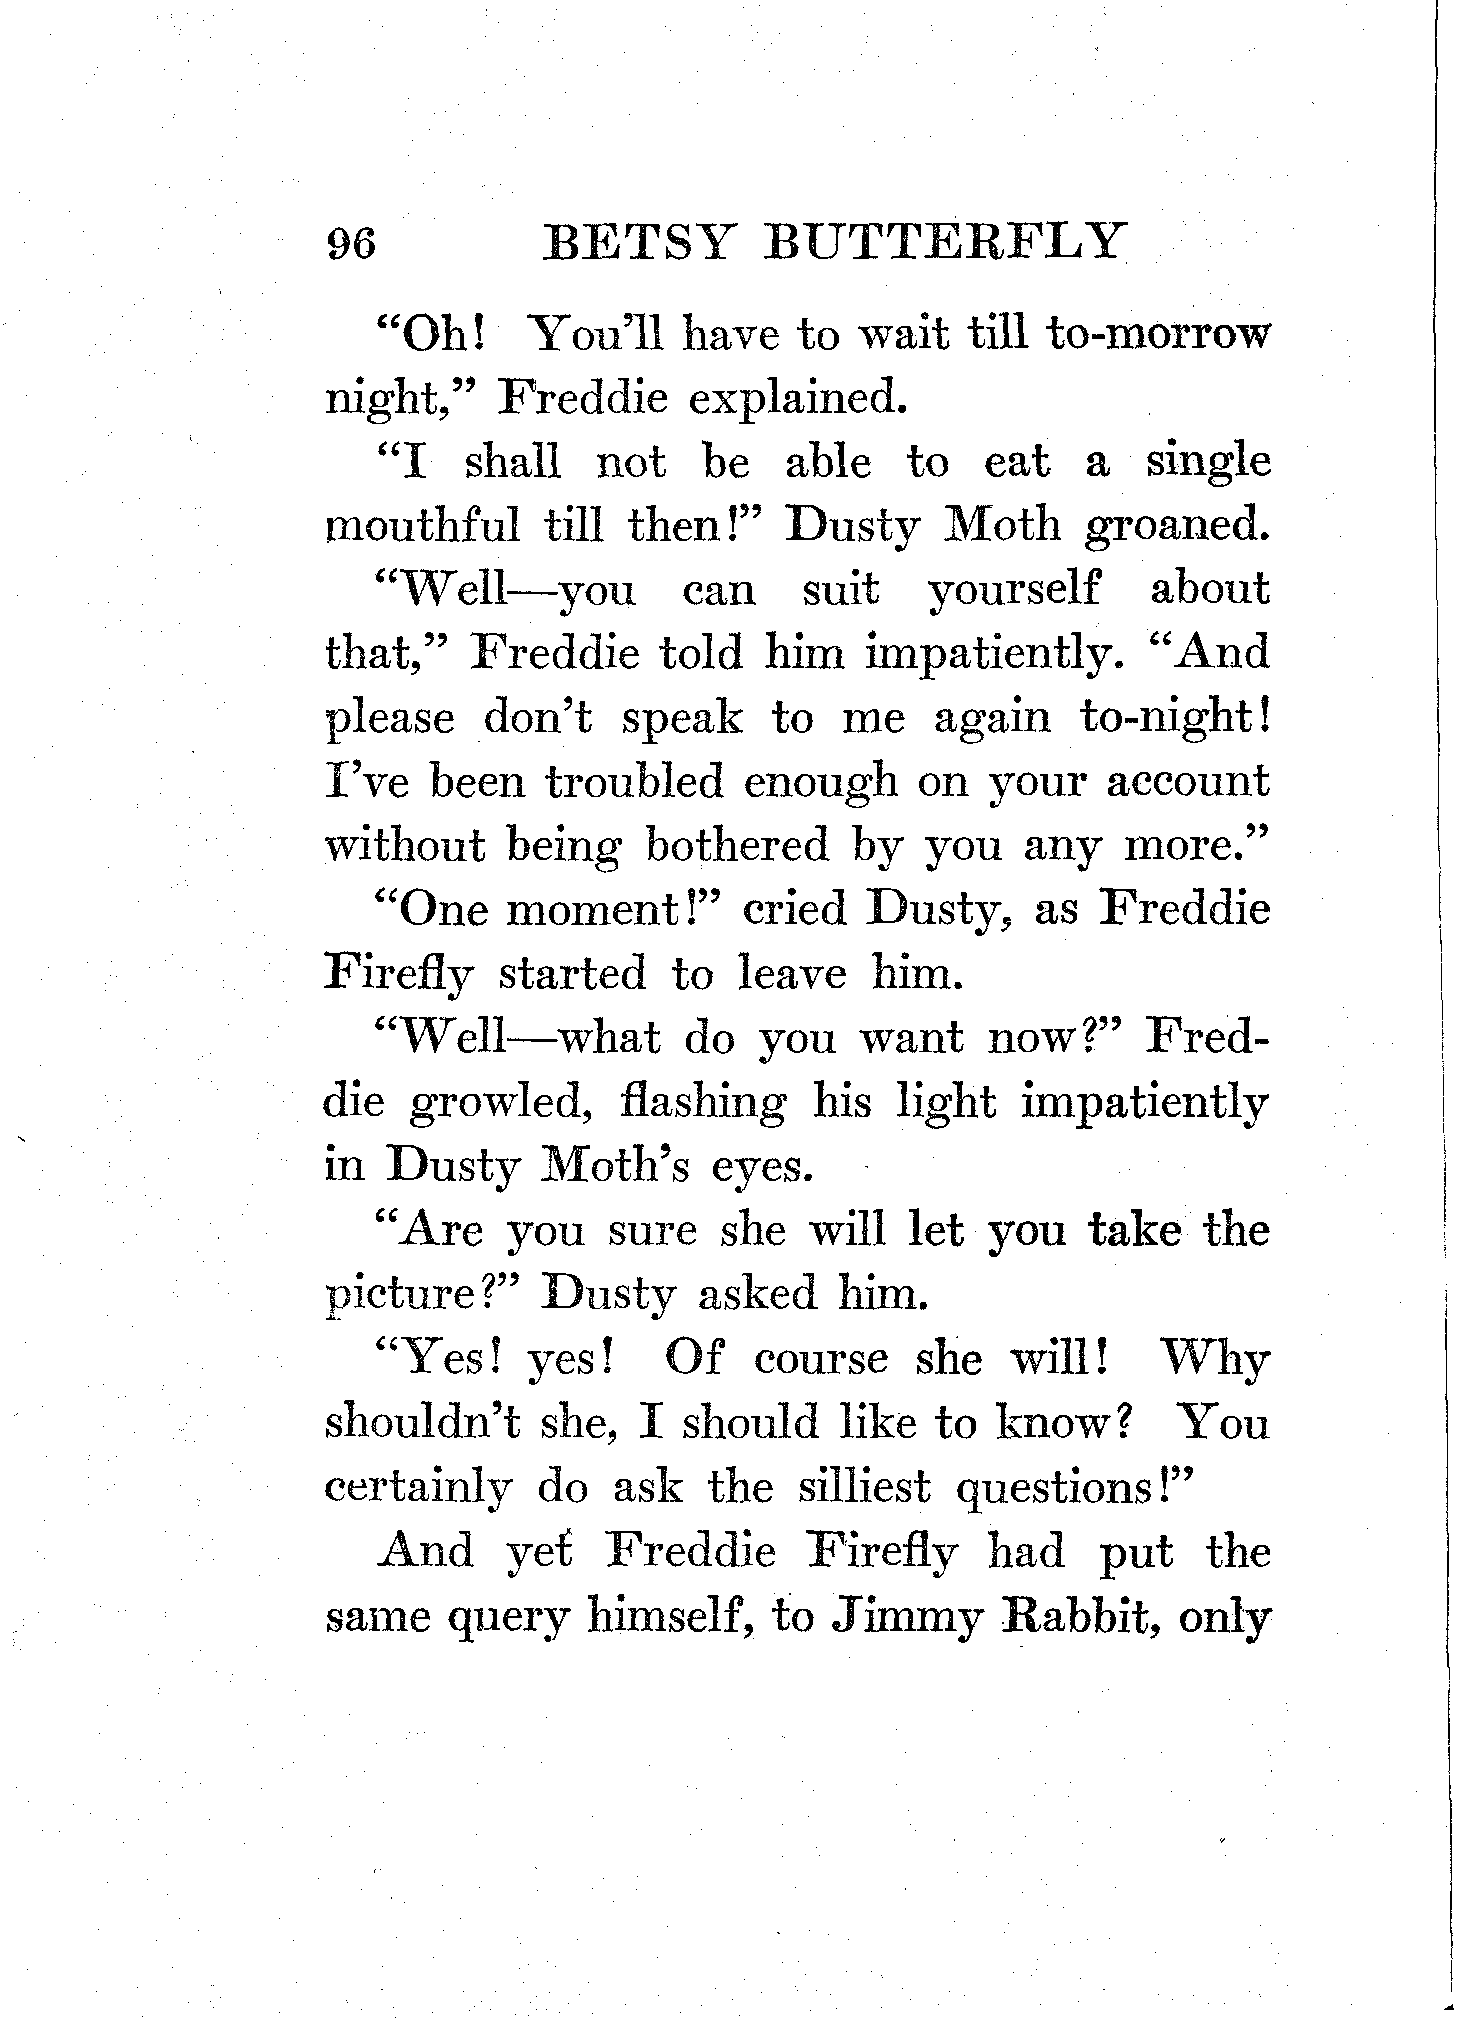 96 BETSY BUTTERFLY
“Oh! You’ll have to wait till to-morrow
night,” Freddie explained.
“I shall not be able to eat a single
mouthful till then!” Dusty Moth groaned.
“Well—you can suit yourself about
that,” Freddie told him impatiently. “And
please don’t speak to me again to-night!
I’ve been troubled enough on your account
without being bothered by you any more.”
“One moment!” cried Dusty, as Freddie
Firefly started to leave him.
“Well—what do you want now?” Fred-
die growled, flashing his light impatiently
in Dusty Moth’s eyes.
“Are you sure she will let you take the
picture?” Dusty asked him.
“Yes! yes! Of course she will! Why
shouldn’t she, I should like to know? You
certainly do ask the silliest questions!”
And yet Freddie Firefly had put the
same query himself, to Jimmy Rabbit, only